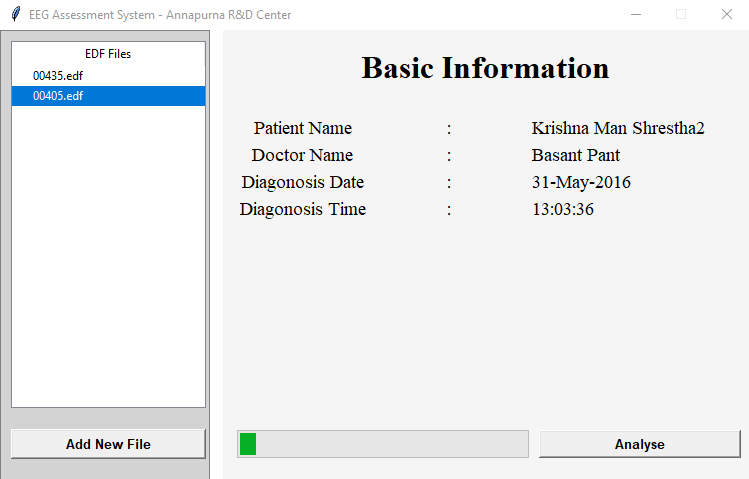 EEG Assessment System - Annapurna R&D Center
EDF Files
00435.edf
00405.edf
Add New File
Basic Information
Patient Name : Krishna Man Shrestha2
Doctor Name : Basant Pant
Diagonosis Date : 31-May-2016
Diagonosis Time : 13:03:36
Analyse